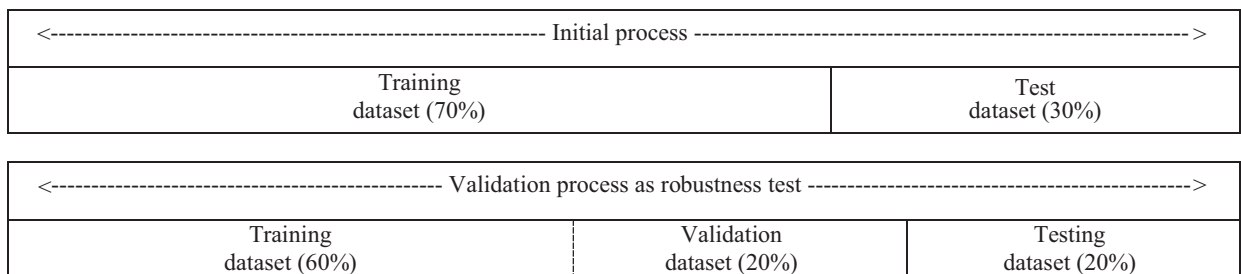 <--------------------------------------------------------------- Initial process --------------------------------------------------------------- >
Training Test
dataset (70%) dataset (30%)
<------------------------------------------------- Validation process as robustness test ------------------------------------------------->
Training Validation Testing
dataset (60%) dataset (20%) dataset (20%)